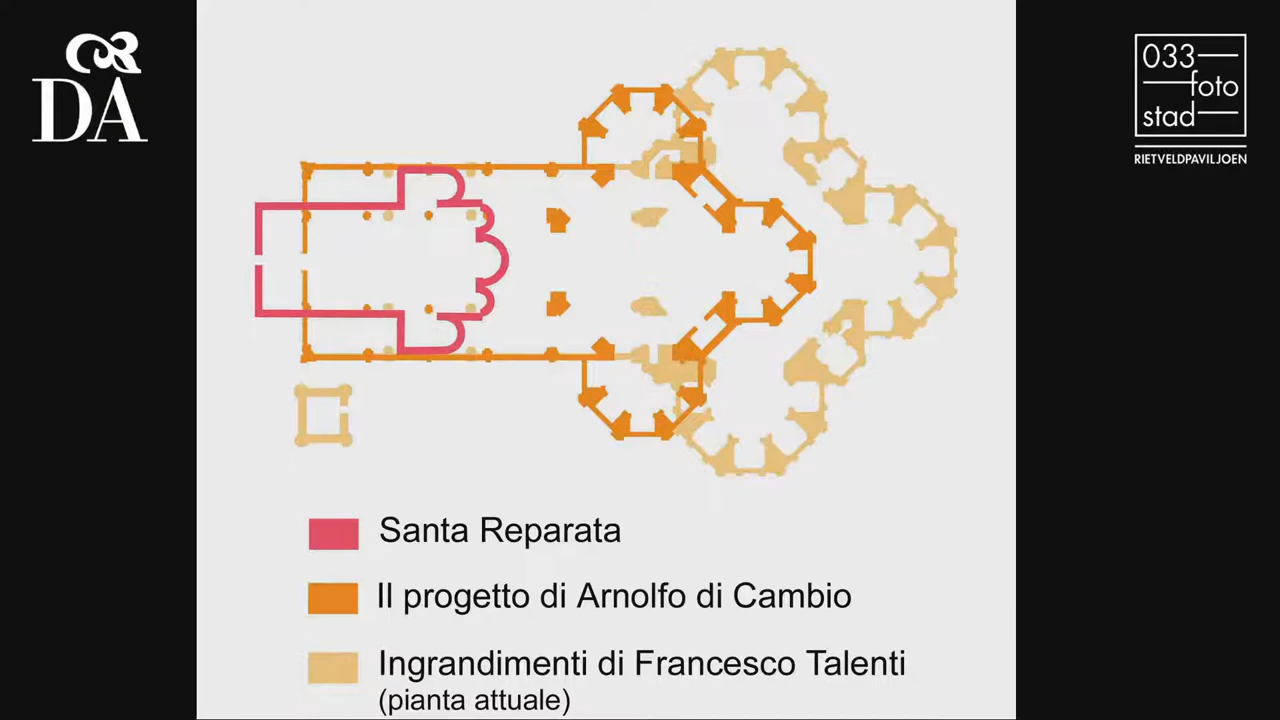 DA
033
foto
stad
RIETVELDPAVILJOEN
Santa Reparata
Il progetto di Arnolfo di Cambio
Ingrandimenti di Francesco Talenti
(pianta attuale)